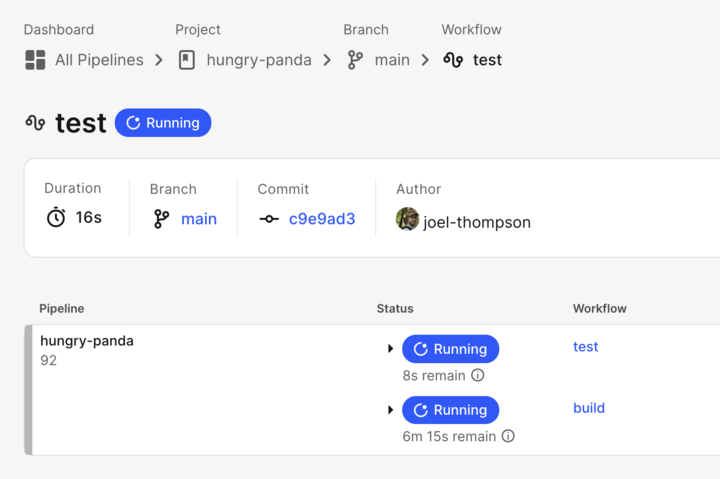 Dashboard Project Branch Workflow
All Pipelines hungry-panda main test
test Running
Duration Branch Commit Author
16s main c9e9ad3 joel-thompson
Pipeline Status Workflow
hungry-panda Running test
92
8s remain
Running build
6m 15s remain